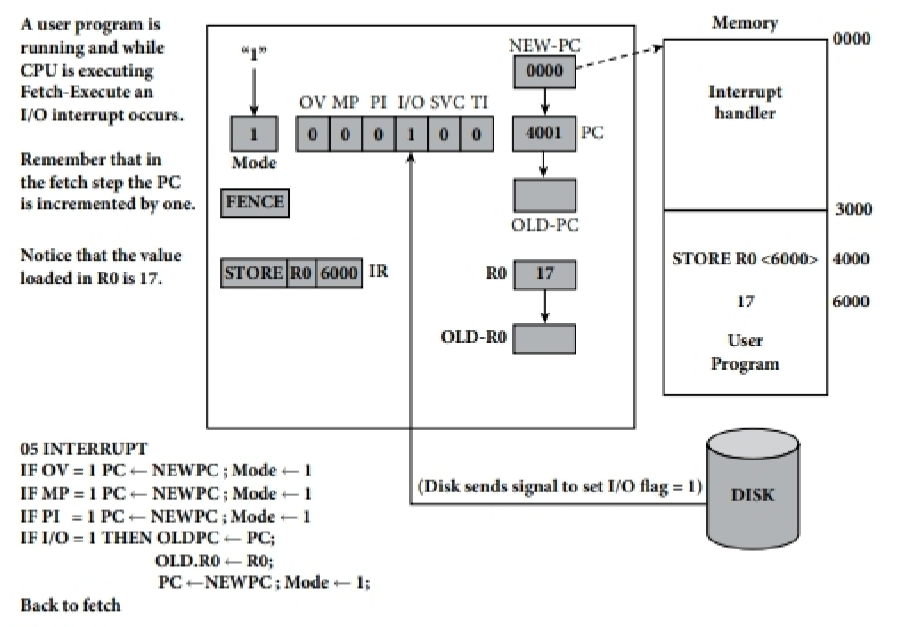 A user program is
running and while
CPU is executing
Fetch-Execute an
I/O interrupt occurs.
Remember that in
the fetch step the PC
is incremented by one.
Notice that the value
loaded in R0 is 17.
“1”
1
Mode
OV MP PI I/O SVC TI
0 0 0 1 0 0
FENCE
STORE R0 6000 IR
NEW-PC
0000
4001 PC
OLD-PC
R0 17
OLD-R0
Memory
0000
Interrupt
handler
3000
STORE R0 <6000> 4000
17 6000
User
Program
(Disk sends signal to set I/O flag = 1)
DISK
05 INTERRUPT
IF OV = 1 PC ← NEWPC ; Mode ← 1
IF MP = 1 PC ← NEWPC ; Mode ← 1
IF PI = 1 PC ← NEWPC ; Mode ← 1
IF I/O = 1 THEN OLDPC ← PC;
OLD.R0 ← R0;
PC ←NEWPC ; Mode ← 1;
Back to fetch